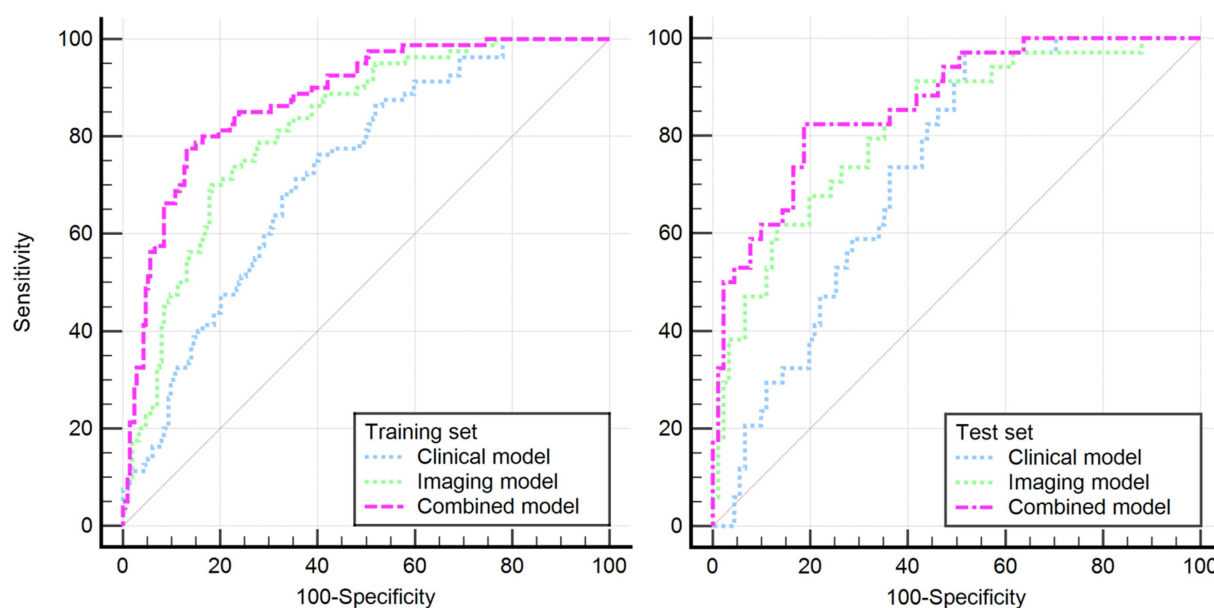 100
80
60
40
20
0
Sensitivity
Training set
Clinical model
Imaging model
Combined model
0 20 40 60 80 100
100-Specificity
100
80
60
40
20
0
Test set
Clinical model
Imaging model
Combined model
0 20 40 60 80 100
100-Specificity